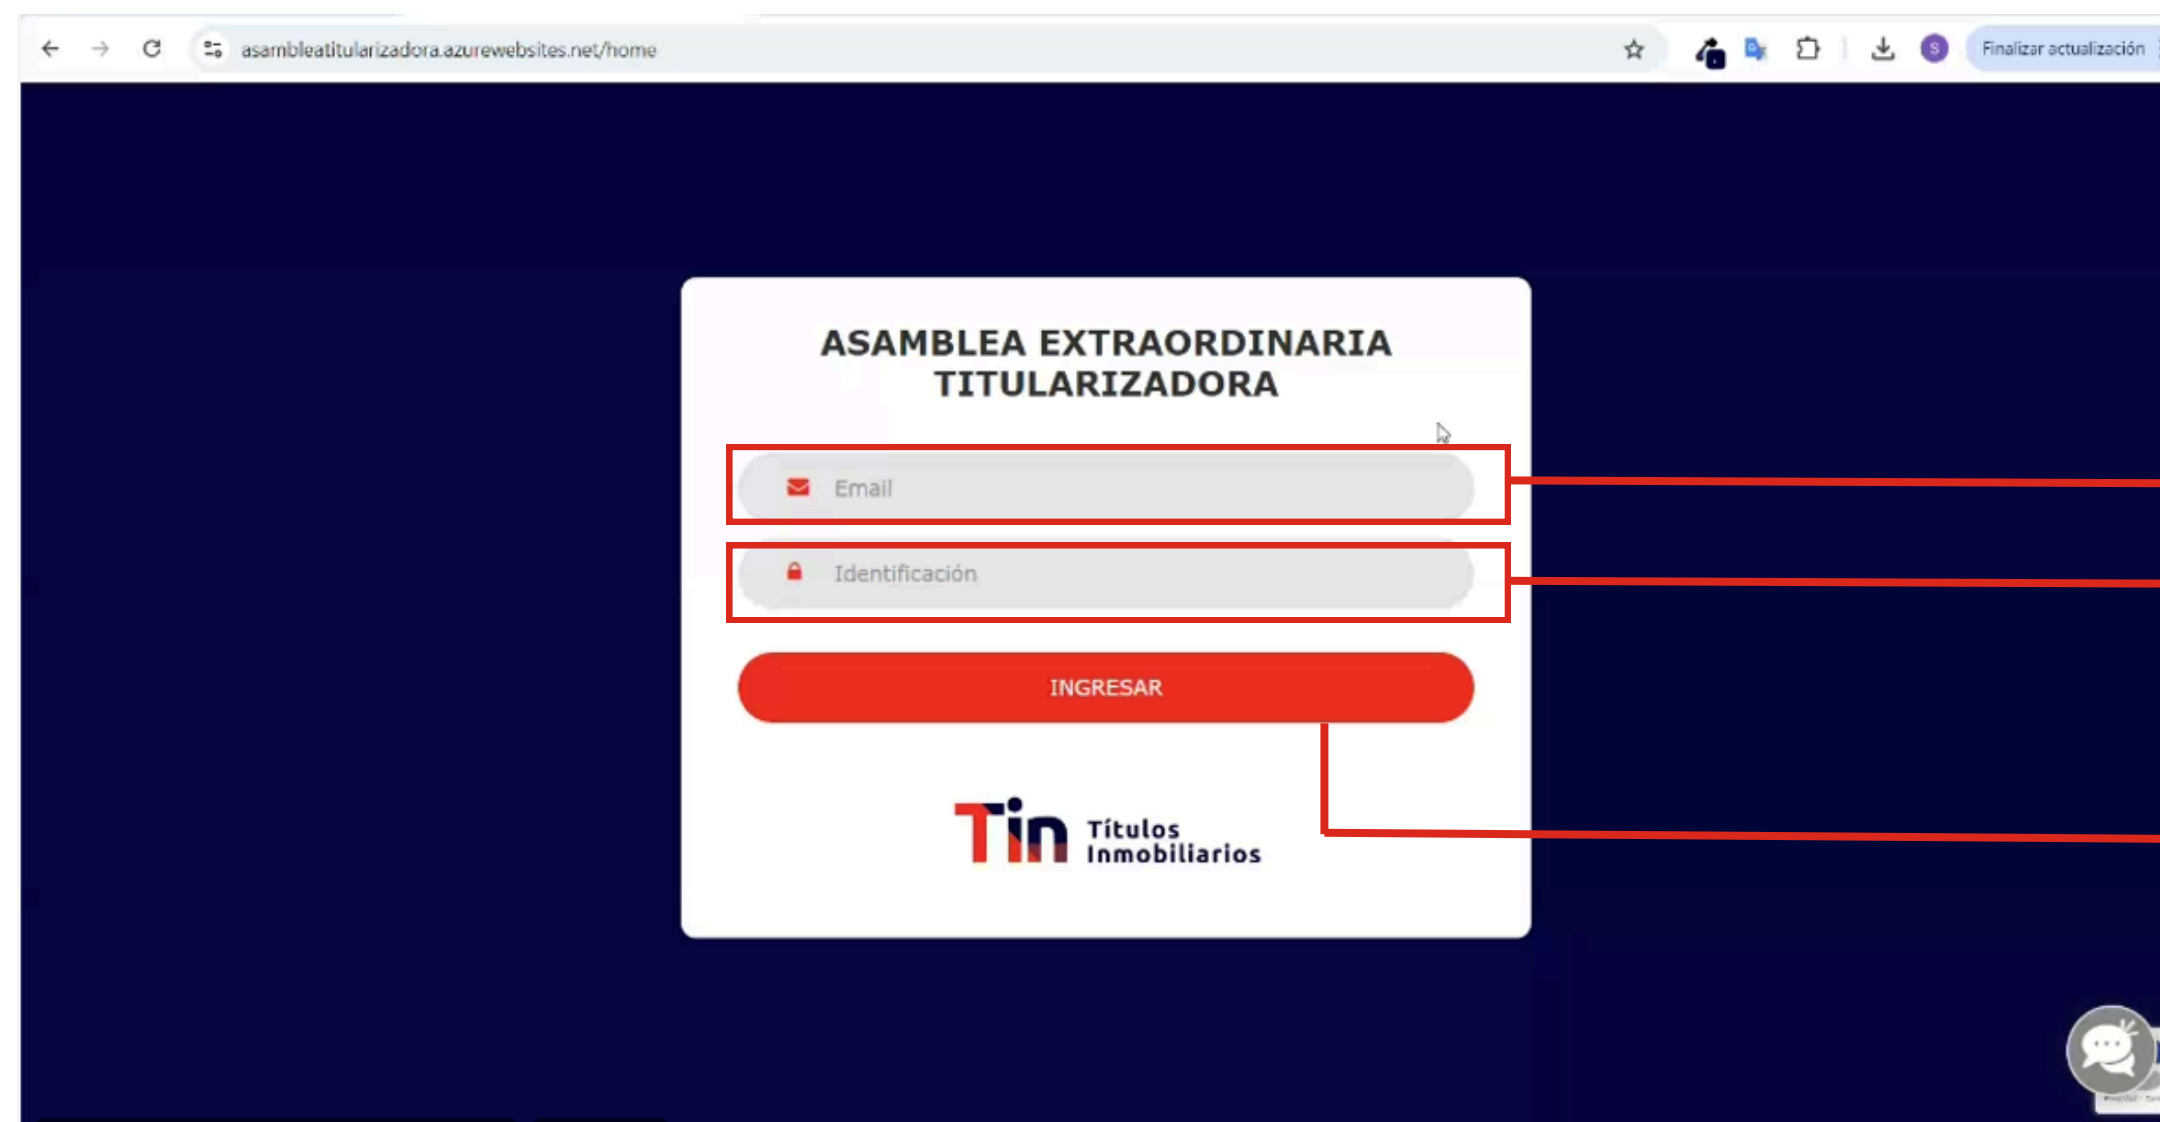 asambleatitularizadora.azurewebsites.net/home
S
Finalizar actualización
ASAMBLEA EXTRAORDINARIA
TITULARIZADORA
Email
Identificación
INGRESAR
Tin
Títulos
Inmobiliarios